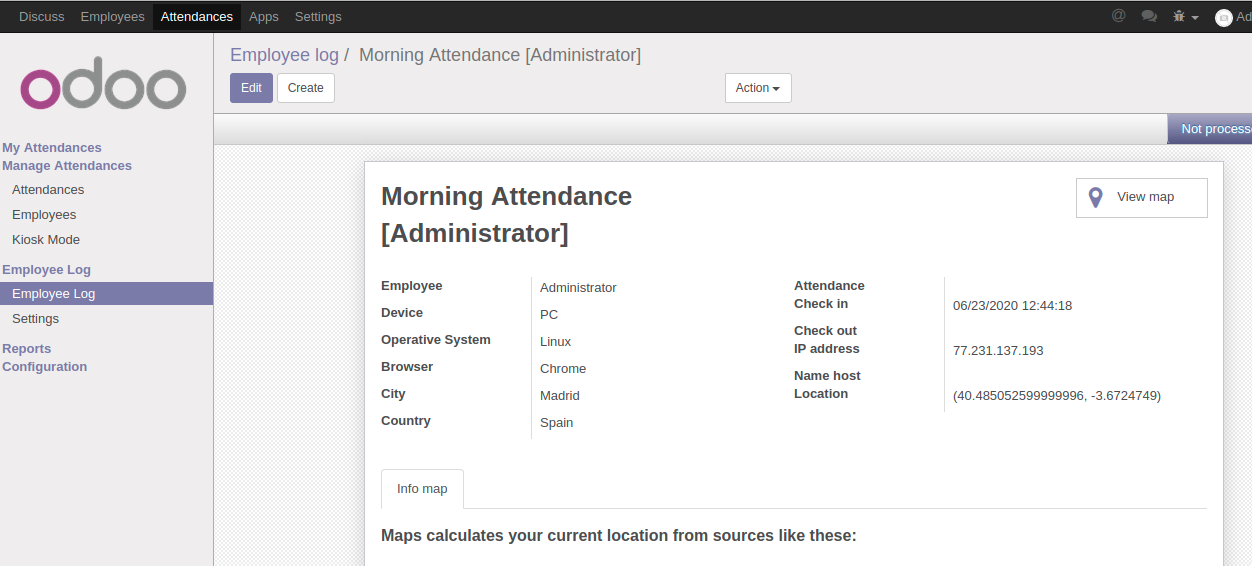 Discuss Employees Attendances Apps Settings @ Ad
Employee log / Morning Attendance [Administrator]
Edit Create Action
odoo
Not processe
My Attendances
Manage Attendances
Attendances
Employees
Kiosk Mode
Employee Log
Employee Log
Settings
Reports
Configuration
Morning Attendance
[Administrator]
View map
Employee Administrator
Device PC
Operative System Linux
Browser Chrome
City Madrid
Country Spain
Attendance
Check in 06/23/2020 12:44:18
Check out
IP address 77.231.137.193
Name host
Location (40.485052599999996, -3.6724749)
Info map
Maps calculates your current location from sources like these: